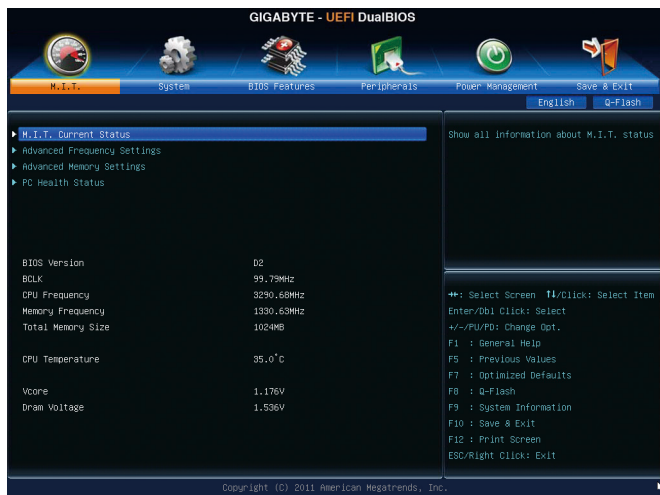 GIGABYTE - UEFI DualBIOS
M.I.T. System BIOS Features Peripherals Power Management Save & Exit
English Q-Flash
M.I.T. Current Status
Advanced Frequency Settings
Advanced Memory Settings
PC Health Status
Show all information about M.I.T. status
BIOS Version D2
BCLK 99.79MHz
CPU Frequency 3290.68MHz
Memory Frequency 1330.63MHz
Total Memory Size 1024MB
CPU Temperature 35.0°C
Vcore 1.176V
Dram Voltage 1.536V
→←: Select Screen ↑↓/Click: Select Item
Enter/Dbl Click: Select
+/-/PU/PD: Change Opt.
F1 : General Help
F5 : Previous Values
F7 : Optimized Defaults
F8 : Q-Flash
F9 : System Information
F10 : Save & Exit
F12 : Print Screen
ESC/Right Click: Exit
Copyright (C) 2011 American Megatrends, Inc.